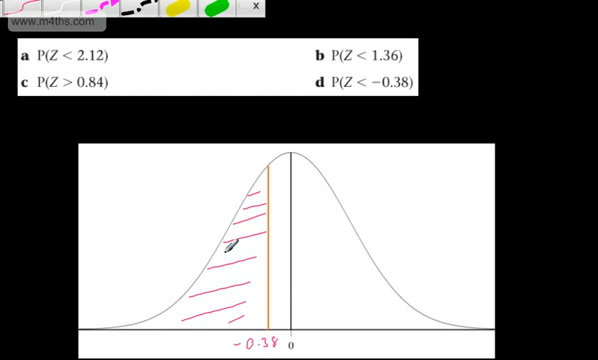 www.m4ths.com
x
a P(Z < 2.12)
b P(Z < 1.36)
c P(Z > 0.84)
d P(Z < −0.38)
−0.38
0